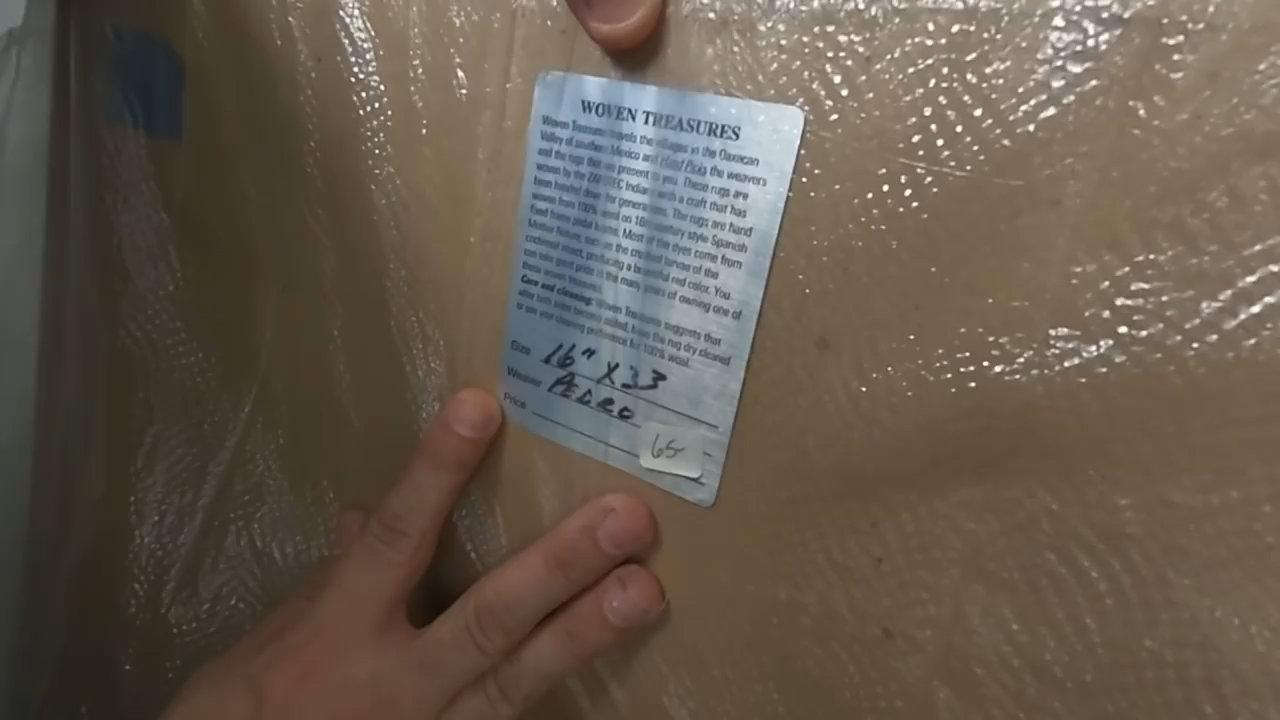 WOVEN TREASURES
Woven Treasures travels the villages in the Oaxacan
Valley of southern Mexico and Hand Picks the weavers
and the rugs that we present to you. These rugs are
woven by the ZAPOTEC Indians with a craft that has
been handed down for generations. The rugs are hand
woven from 100% wool on 16th century style Spanish
fixed frame pedal looms. Most of the dyes come from
Mother Nature, such as the crushed larvae of the
cochineal insect, producing a beautiful red color. You
can take great pride in the many years of owning one of
these woven treasures.
Care and cleaning: Woven Treasures suggests that
after both sides become soiled, have the rug dry cleaned
or use your cleaning preference for 100% wool.
Size 16" X 33
Weaver PEDRO
Price 65